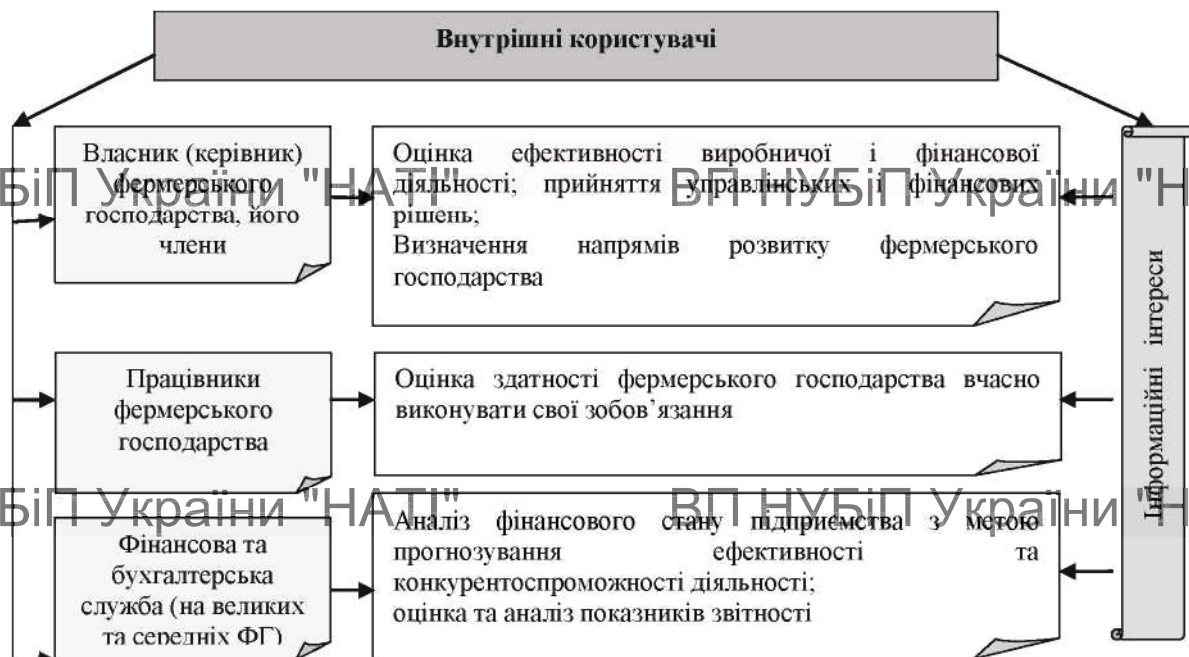 Внутрішні користувачі
Власник (керівник)
фермерського
господарства, його
члени
Оцінка ефективності виробничої і фінансової
діяльності; прийняття управлінських і фінансових
рішень;
Визначення напрямів розвитку фермерського
господарства
Працівники
фермерського
господарства
Оцінка здатності фермерського господарства вчасно
виконувати свої зобов’язання
Фінансова та
бухгалтерська
служба (на великих
та середніх ФГ)
Аналіз фінансового стану підприємства з метою
прогнозування ефективності та
конкурентоспроможності діяльності;
оцінка та аналіз показників звітності
Інформаційні інтереси
БіП України "НАТІ" ВП НУБіП України "Н
БіП України "НАТІ" ВП НУБіП України "Н